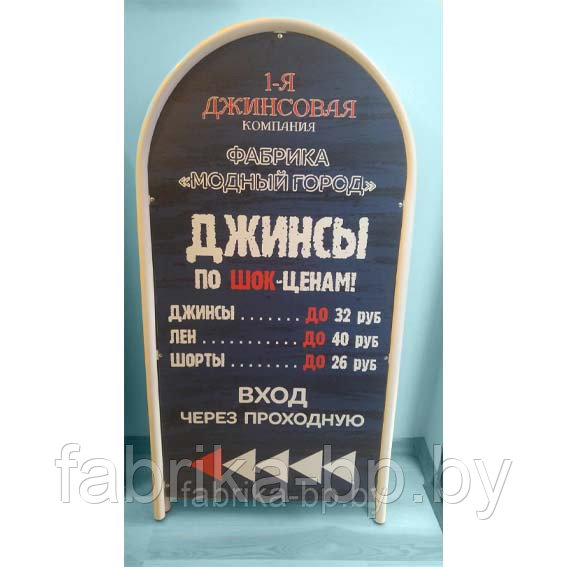 1-Я
ДЖИНСОВАЯ
КОМПАНИЯ
ФАБРИКА
«МОДНЫЙ ГОРОД»
ДЖИНСЫ
ПО ШОК-ЦЕНАМ!
ДЖИНСЫ ....... ДО 32 руб
ЛЕН ............ ДО 40 руб
ШОРТЫ ........ ДО 26 руб
ВХОД
ЧЕРЕЗ ПРОХОДНУЮ
fabrika-bp.by
fabrika-bp.by